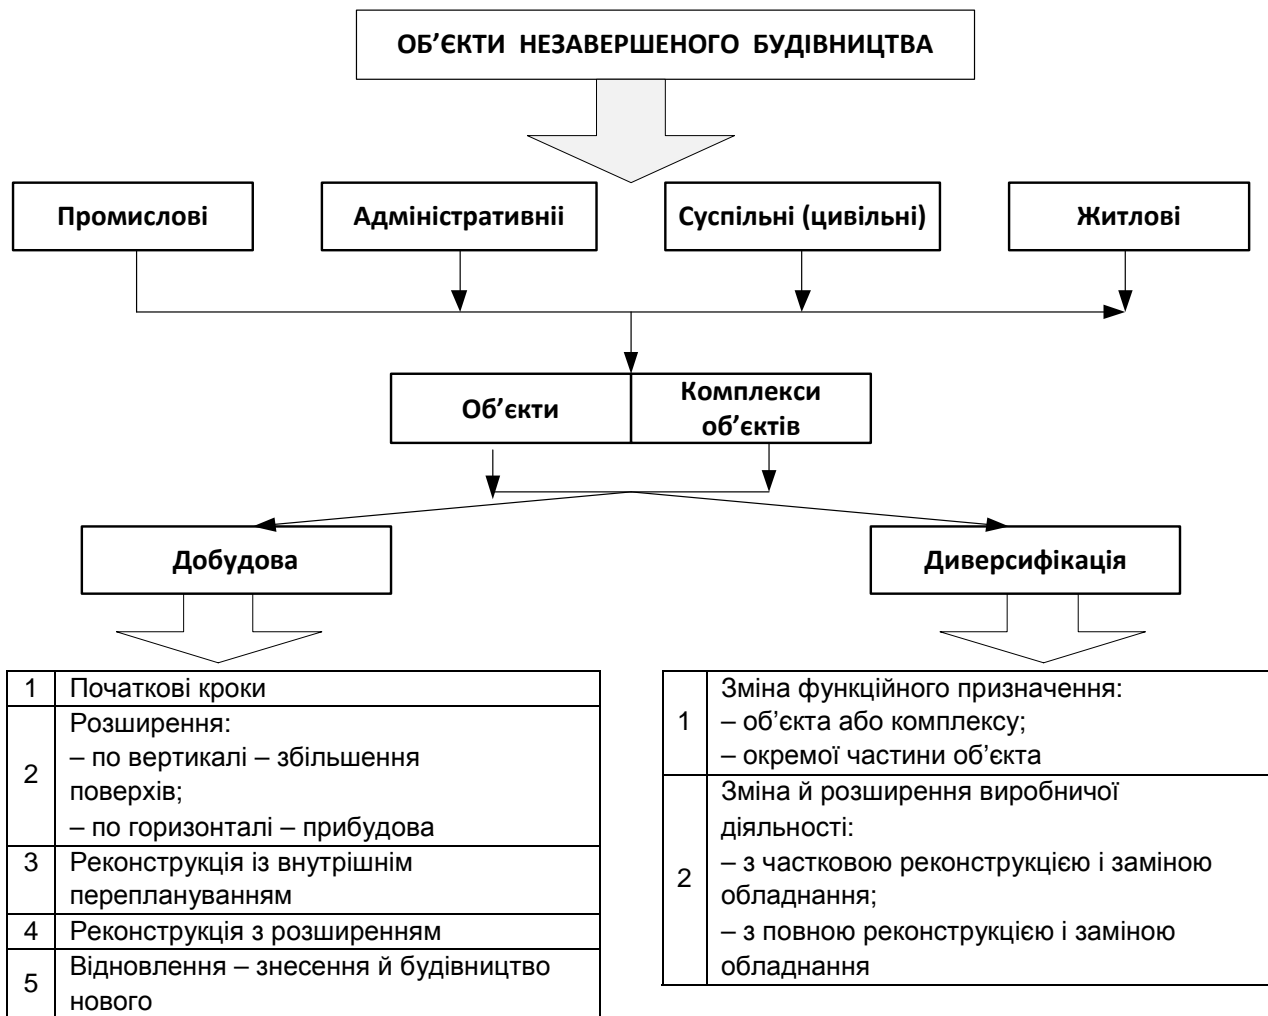 ОБ’ЄКТИ НЕЗАВЕРШЕНОГО БУДІВНИЦТВА
Промислові
Адміністративніі
Суспільні (цивільні)
Житлові
Об’єкти
Комплекси
об’єктів
Добудова
Диверсифікація
1 Початкові кроки
2 Розширення:
– по вертикалі – збільшення
поверхів;
– по горизонталі – прибудова
3 Реконструкція із внутрішнім
переплануванням
4 Реконструкція з розширенням
5 Відновлення – знесення й будівництво
нового
1 Зміна функційного призначення:
– об’єкта або комплексу;
– окремої частини об’єкта
2 Зміна й розширення виробничої
діяльності:
– з частковою реконструкцією і заміною
обладнання;
– з повною реконструкцією і заміною
обладнання